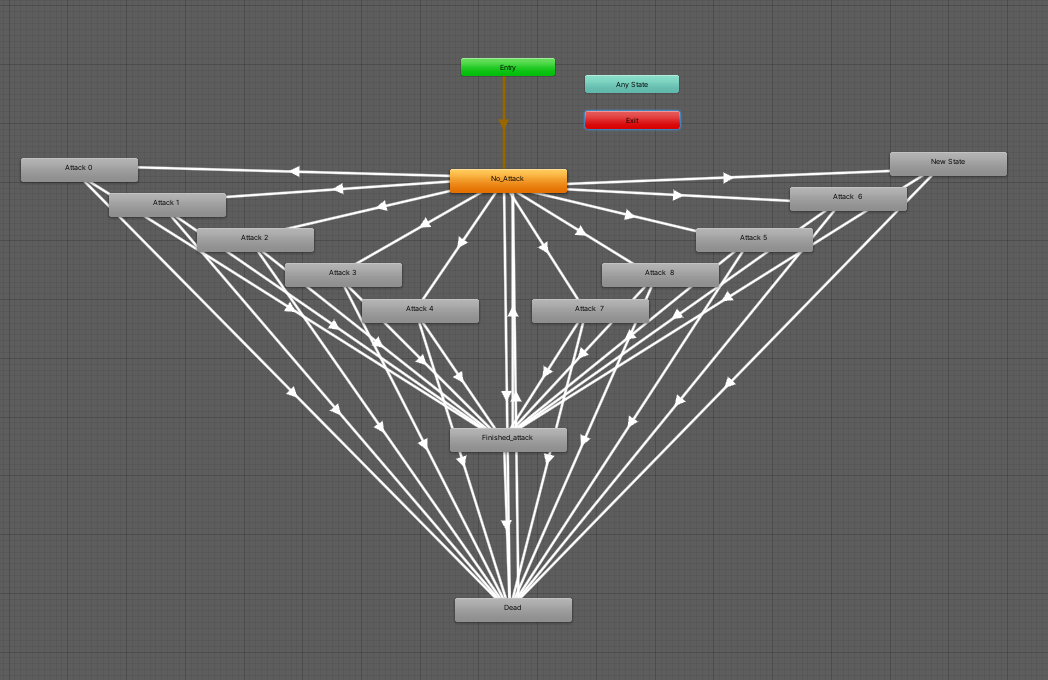 Entry
Any State
Exit
Attack 0
No_Attack
New State
Attack 1
Attack 6
Attack 2
Attack 5
Attack 3
Attack 8
Attack 4
Attack 7
Finished_attack
Dead